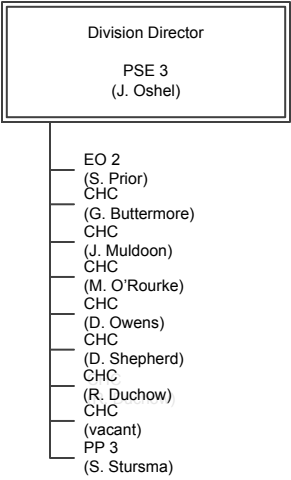 Division Director
PSE 3
(J. Oshel)
EO 2
(S. Prior)
CHC
(G. Buttermore)
CHC
(J. Muldoon)
CHC
(M. O'Rourke)
CHC
(D. Owens)
CHC
(D. Shepherd)
CHC
(R. Duchow)
CHC
(vacant)
PP 3
(S. Stursma)